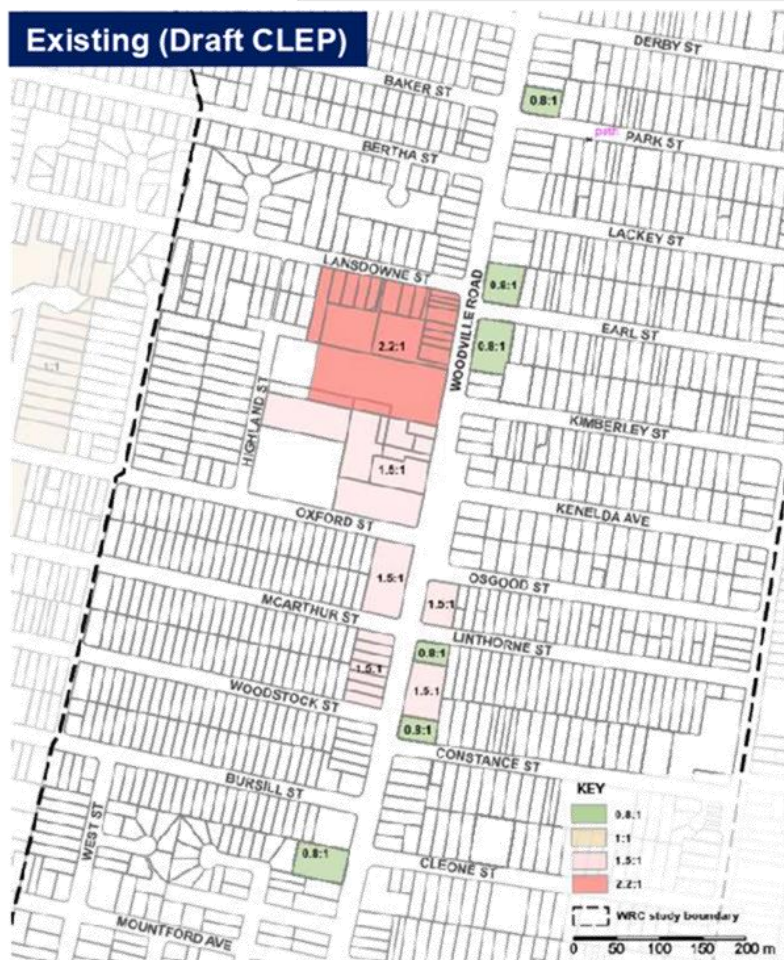 Existing (Draft CLEP)
DERBY ST
BAKER ST
0.8:1
path
PARK ST
BERTHA ST
LACKEY ST
LANSDOWNE ST
0.8:1
WOODVILLE ROAD
EARL ST
2.2:1
0.8:1
1:1
HIGHLAND ST
KIMBERLEY ST
1.5:1
OXFORD ST
KENELDA AVE
1.5:1
OSGOOD ST
MCARTHUR ST
1.5:1
LINTHORNE ST
0.8:1
1.5:1
WOODSTOCK ST
1.5:1
0.8:1
CONSTANCE ST
BURSILL ST
KEY
0.8:1
WEST ST
1:1
0.8:1
CLEONE ST
1.5:1
2.2:1
WRC study boundary
MOUNTFORD AVE
0 50 100 150 200 m